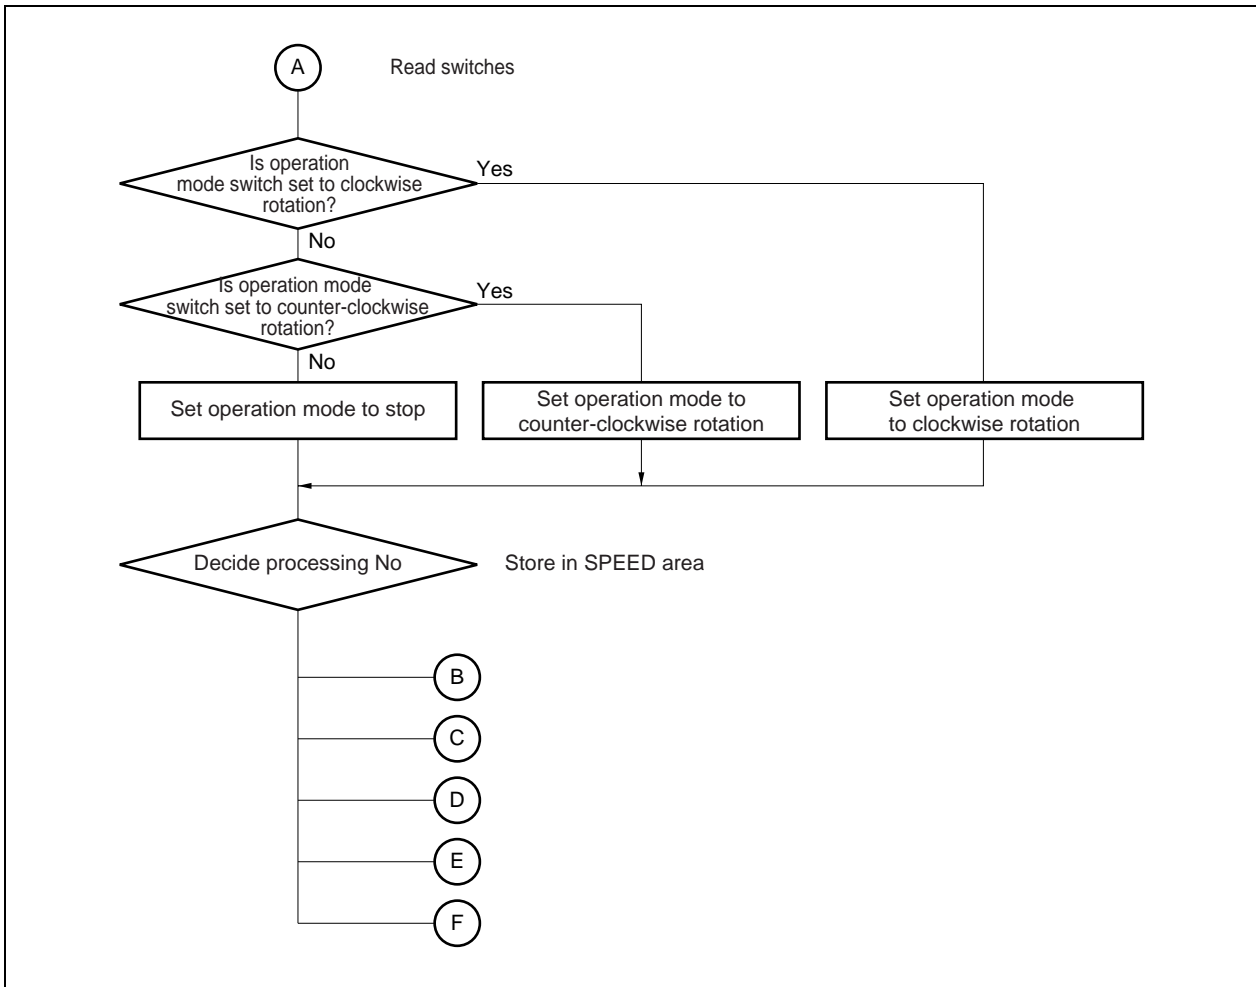 A
Read switches
Is operation
mode switch set to clockwise
rotation?
Yes
No
Is operation mode
switch set to counter-clockwise
rotation?
Yes
No
Set operation mode to stop
Set operation mode to
counter-clockwise rotation
Set operation mode
to clockwise rotation
Decide processing No
Store in SPEED area
B
C
D
E
F